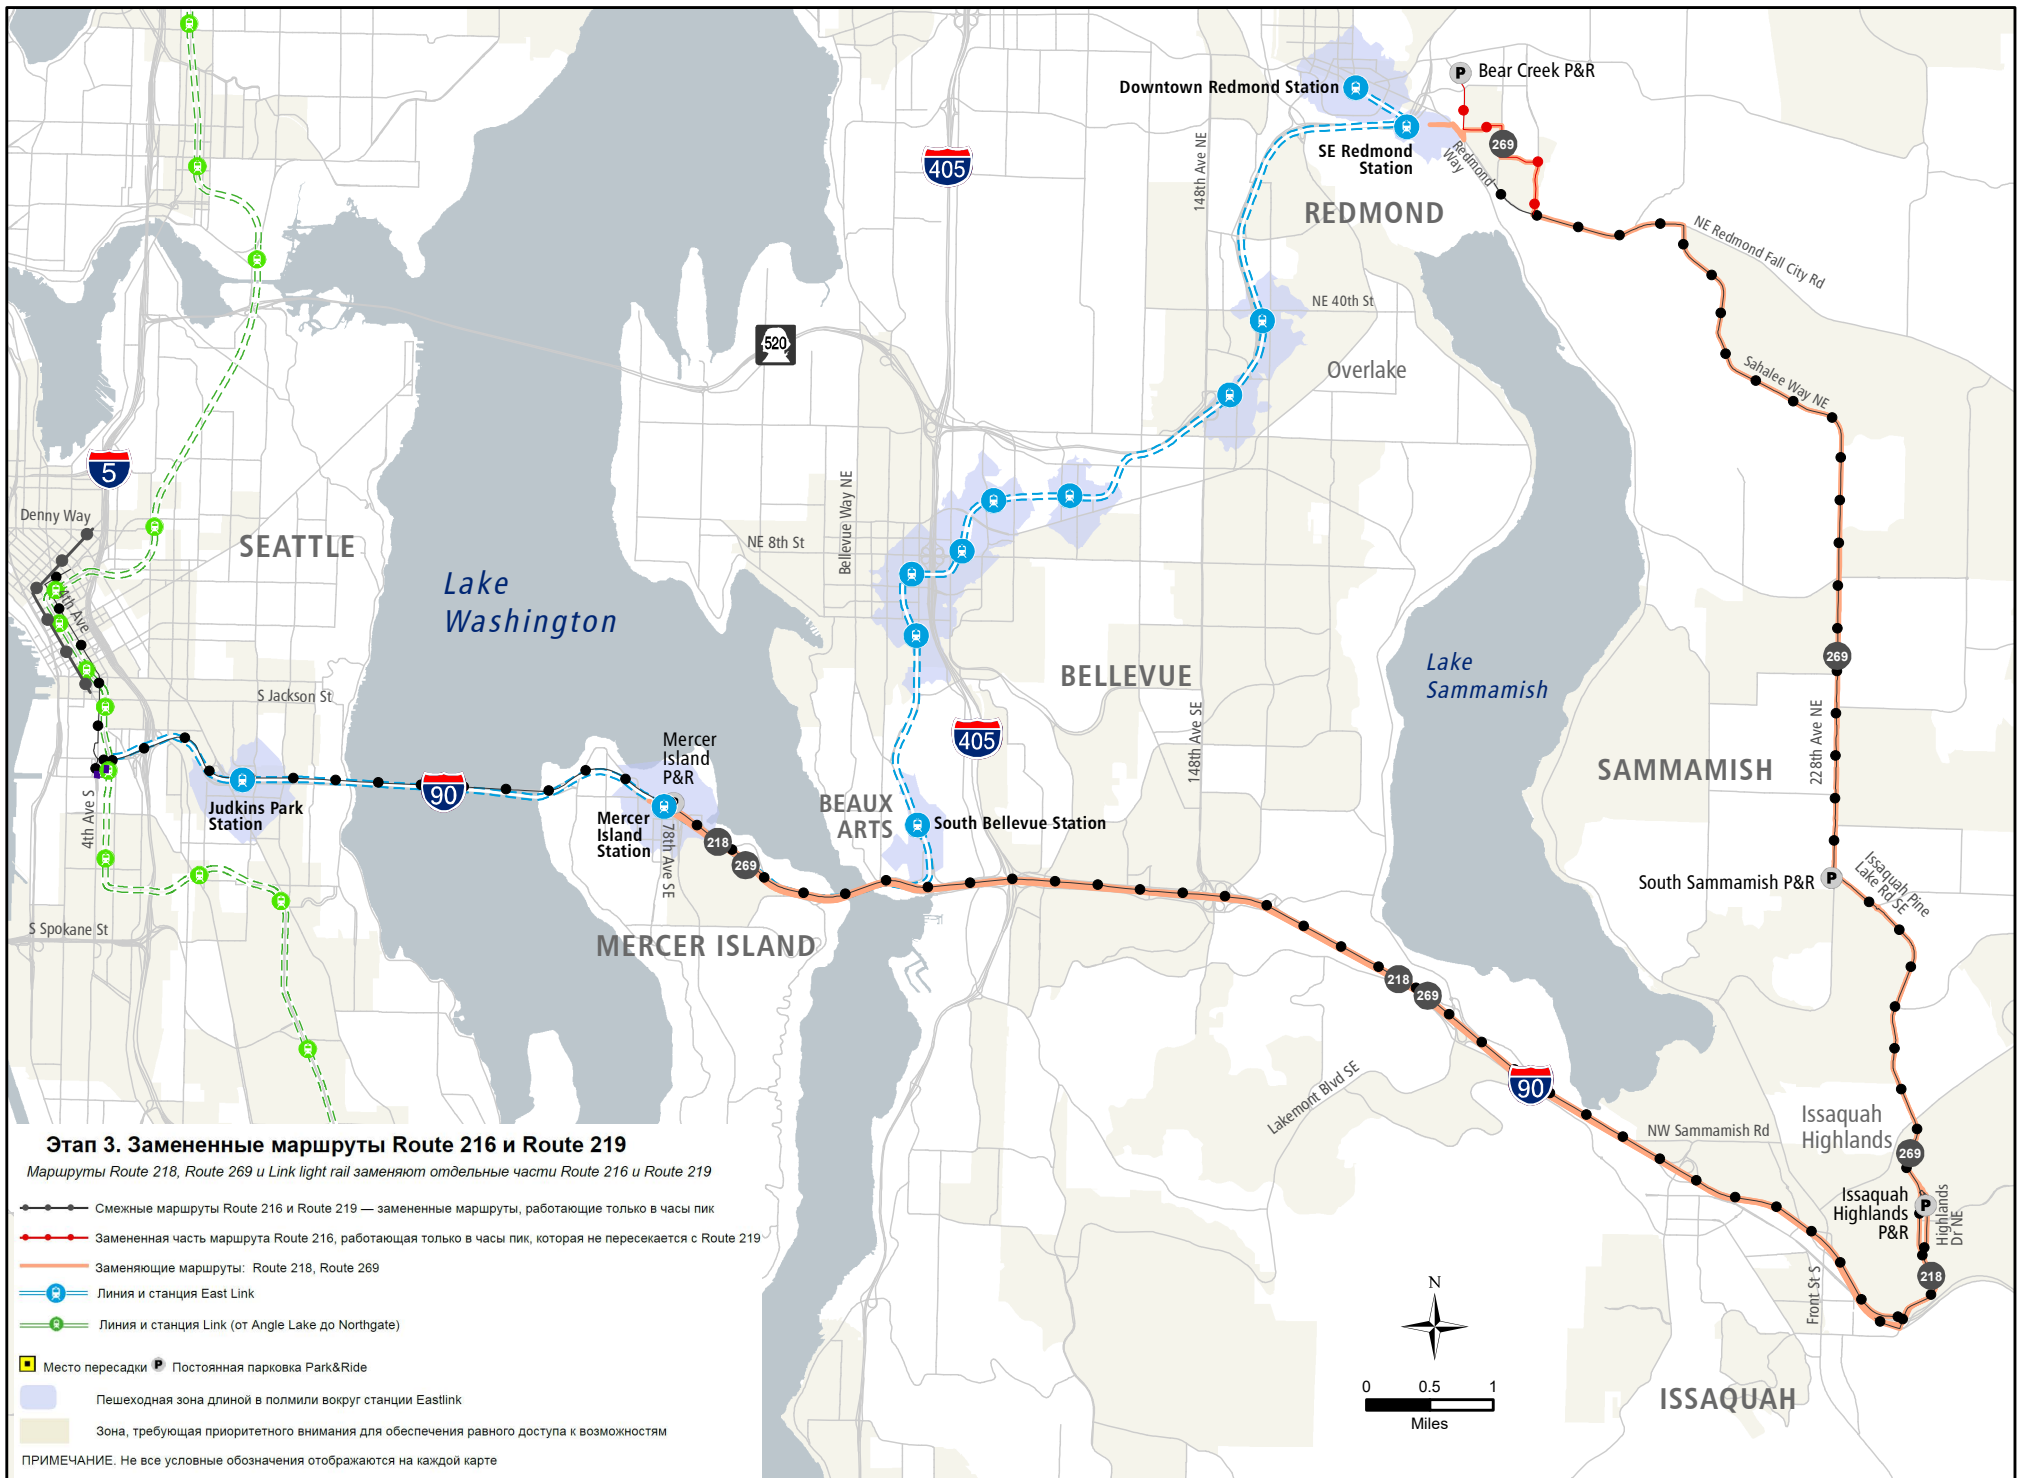 Bear Creek P&R
Downtown Redmond Station
405
148th Ave NE
SE Redmond
Station
Redmond
Way
269
REDMOND
NE Redmond Fall City Rd
NE 40th St
520
Overlake
Sahalee Way NE
5
Denny Way
SEATTLE
4th Ave
Bellevue Way NE
NE 8th St
Lake
Washington
BELLEVUE
Lake
Sammamish
269
S Jackson St
148th Ave SE
228th Ave NE
405
Mercer
Island
P&R
SAMMAMISH
90
Judkins Park
Station
4th Ave S
Mercer
Island
Station
78th Ave SE
218
269
BEAUX
ARTS
South Bellevue Station
South Sammamish P&R
Issaquah Pine
Lake Rd SE
S Spokane St
MERCER ISLAND
218
269
90
Lakemont Blvd SE
NW Sammamish Rd
Issaquah
Highlands
269
Issaquah
Highlands
P&R
Highlands
Dr NE
218
Front St S
ISSAQUAH
N
0 0.5 1
Miles
Этап 3. Замененные маршруты Route 216 и Route 219
Маршруты Route 218, Route 269 и Link light rail заменяют отдельные части Route 216 и Route 219
Смежные маршруты Route 216 и Route 219 — замененные маршруты, работающие только в часы пик
Замененная часть маршрута Route 216, работающая только в часы пик, которая не пересекается с Route 219
Заменяющие маршруты: Route 218, Route 269
Линия и станция East Link
Линия и станция Link (от Angle Lake до Northgate)
Место пересадки P Постоянная парковка Park&Ride
Пешеходная зона длиной в полмили вокруг станции Eastlink
Зона, требующая приоритетного внимания для обеспечения равного доступа к возможностям
ПРИМЕЧАНИЕ. Не все условные обозначения отображаются на каждой карте